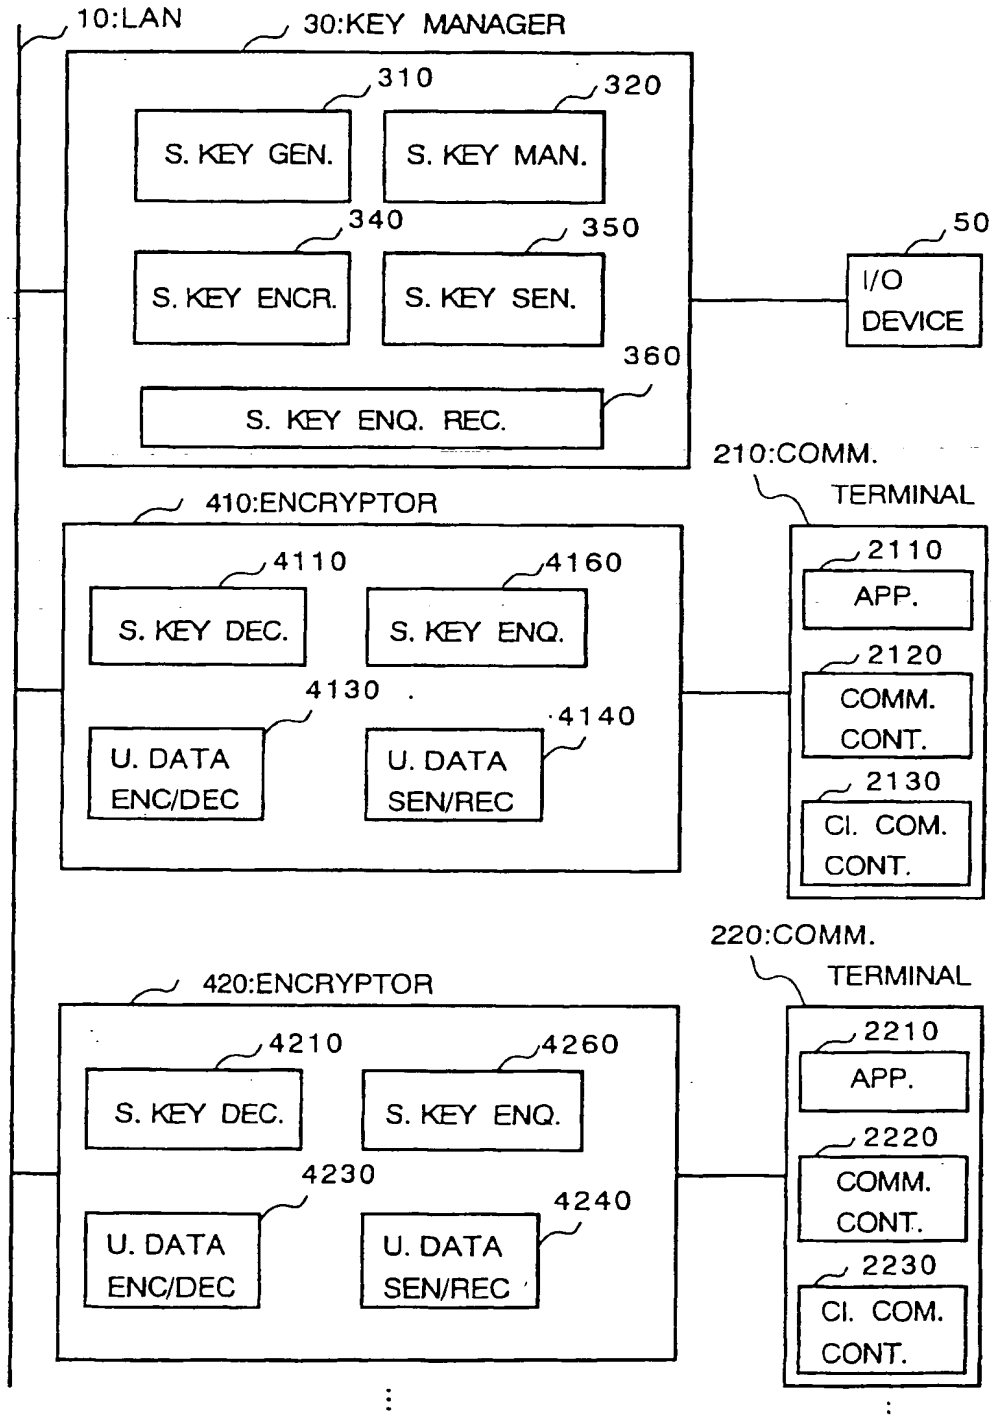 10:LAN
30:KEY MANAGER
310
S. KEY GEN.
320
S. KEY MAN.
340
S. KEY ENCR.
350
S. KEY SEN.
360
S. KEY ENQ. REC.
50
I/O
DEVICE
410:ENCRYPTOR
4110
S. KEY DEC.
4160
S. KEY ENQ.
4130
U. DATA
ENC/DEC
4140
U. DATA
SEN/REC
210:COMM.
TERMINAL
2110
APP.
2120
COMM.
CONT.
2130
CI. COM.
CONT.
420:ENCRYPTOR
4210
S. KEY DEC.
4260
S. KEY ENQ.
4230
U. DATA
ENC/DEC
4240
U. DATA
SEN/REC
220:COMM.
TERMINAL
2210
APP.
2220
COMM.
CONT.
2230
CI. COM.
CONT.